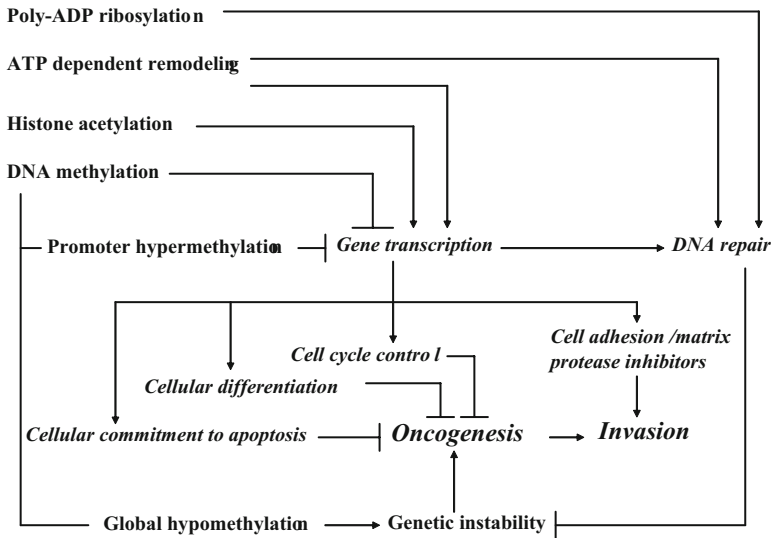 Poly-ADP ribosylation
ATP dependent remodeling
Histone acetylation
DNA methylation
Promoter hypermethylation
Gene transcription
DNA repair
Cell adhesion /matrix
protease inhibitors
Cell cycle control
Cellular differentiation
Cellular commitment to apoptosis
Oncogenesis
Invasion
Global hypomethylation
Genetic instability